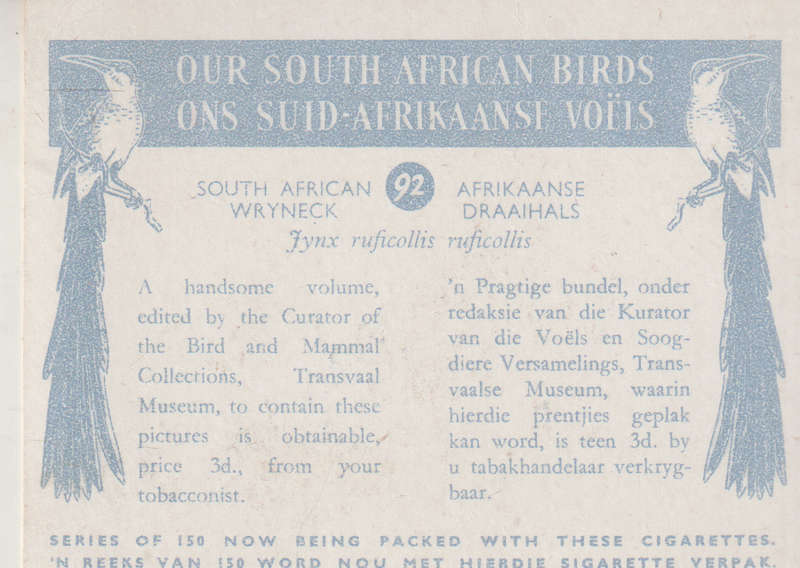 OUR SOUTH AFRICAN BIRDS
ONS SUID-AFRIKAANSE VOËLS
SOUTH AFRICAN WRYNECK
92
AFRIKAANSE DRAAIHALS
Jynx ruficollis ruficollis
A handsome volume,
edited by the Curator of
the Bird and Mammal
Collections, Transvaal
Museum, to contain these
pictures is obtainable,
price 3d., from your
tobacconist.
'n Pragtige bundel, onder
redaksie van die Kurator
van die Voëls en Soog-
diere Versamelings, Trans-
vaalse Museum, waarin
hierdie prentjies geplak
kan word, is teen 3d. by
u tabakhandelaar verkryg-
baar.
SERIES OF 150 NOW BEING PACKED WITH THESE CIGARETTES.
'N REEKS VAN 150 WORD NOU MET HIERDIE SIGARETTE VERPAK.